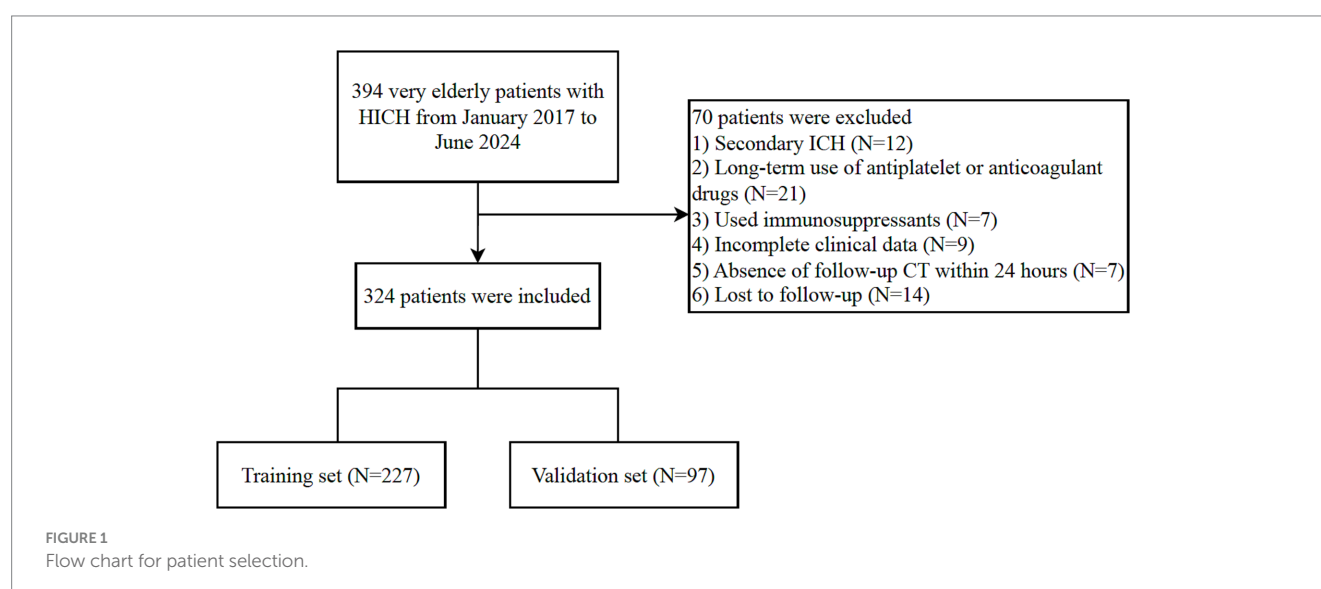 394 very elderly patients with
HICH from January 2017 to
June 2024
70 patients were excluded
1) Secondary ICH (N=12)
2) Long-term use of antiplatelet or anticoagulant
drugs (N=21)
3) Used immunosuppressants (N=7)
4) Incomplete clinical data (N=9)
5) Absence of follow-up CT within 24 hours (N=7)
6) Lost to follow-up (N=14)
324 patients were included
Training set (N=227)
Validation set (N=97)
FIGURE 1
Flow chart for patient selection.